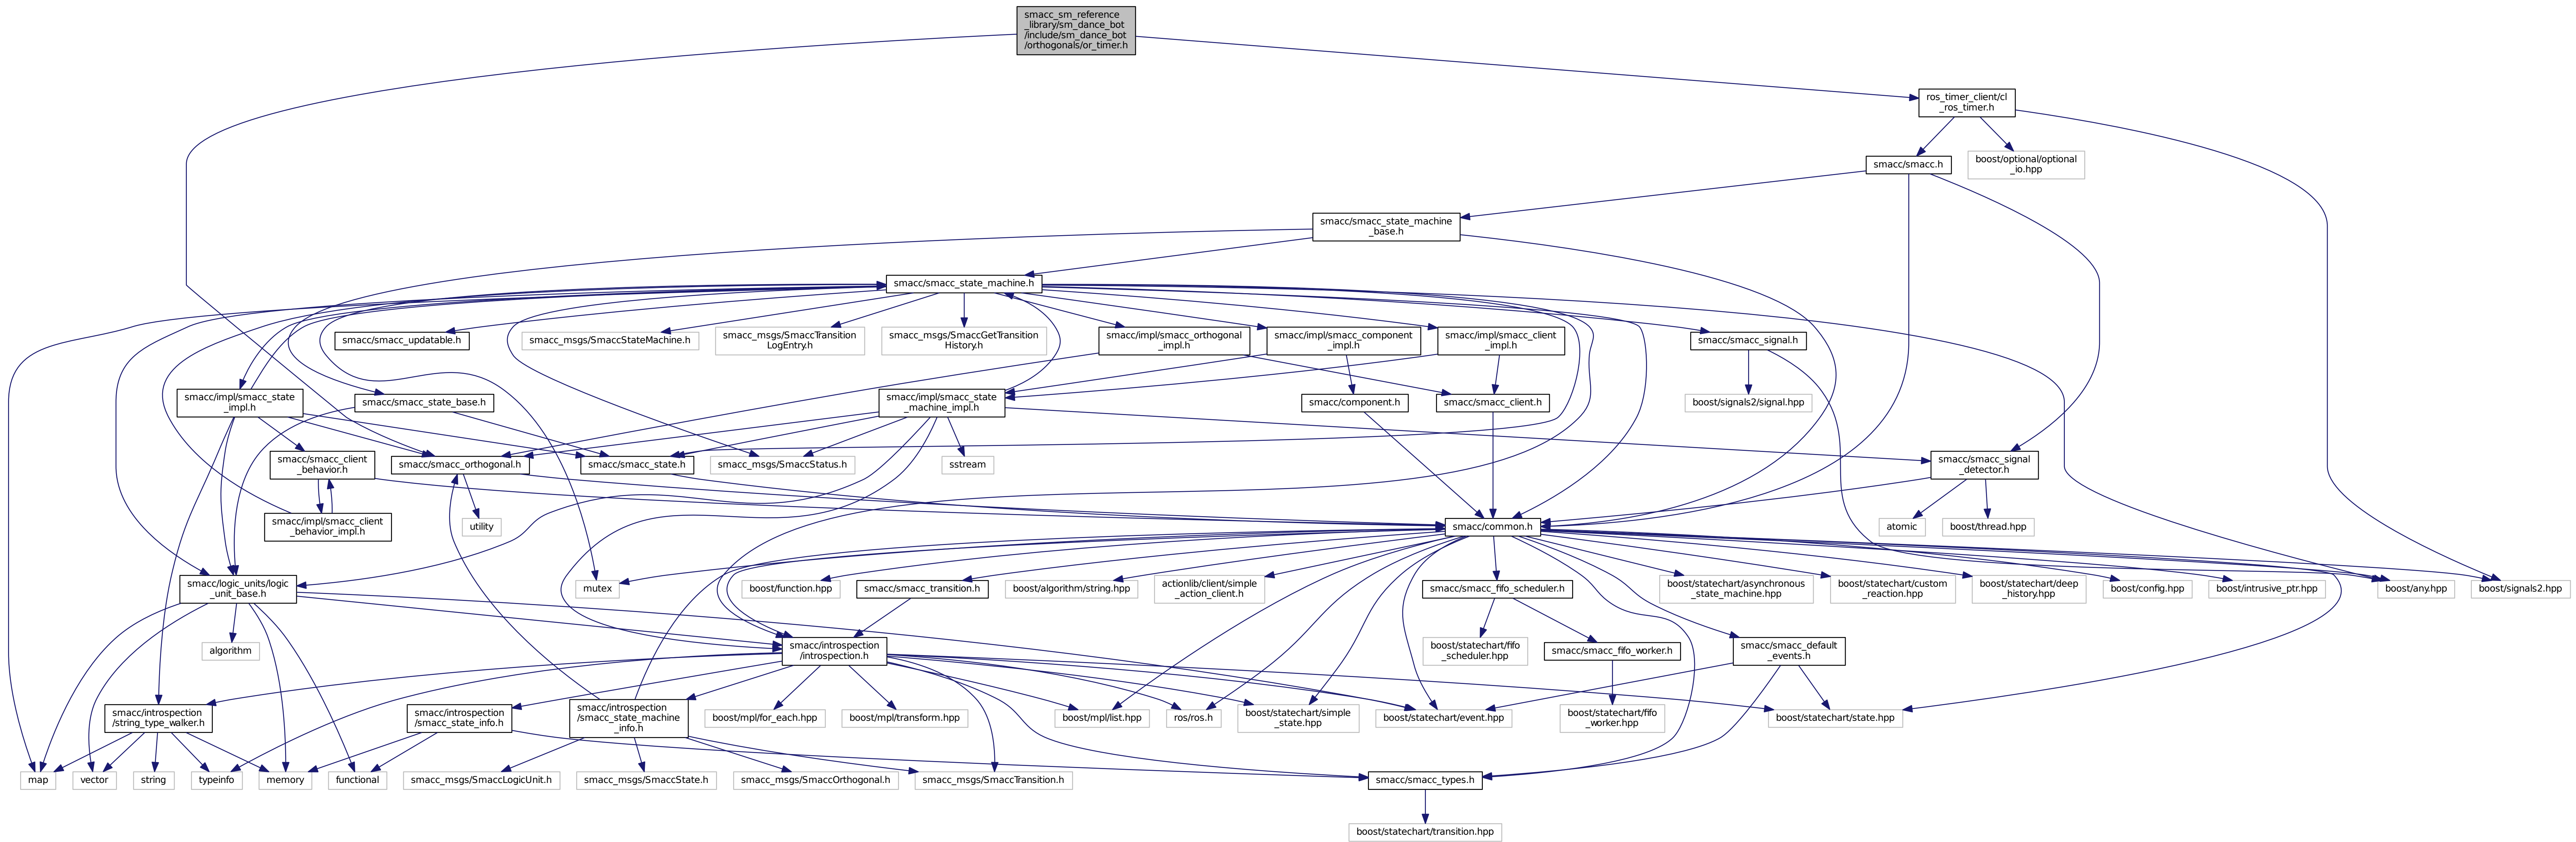 smacc_sm_reference
_library/sm_dance_bot
/include/sm_dance_bot
/orthogonals/or_timer.h
ros_timer_client/cl
_ros_timer.h
smacc/smacc.h
boost/optional/optional
_io.hpp
smacc/smacc_state_machine
_base.h
smacc/smacc_state_machine.h
smacc/smacc_updatable.h
smacc_msgs/SmaccStateMachine.h
smacc_msgs/SmaccTransition
LogEntry.h
smacc_msgs/SmaccGetTransition
History.h
smacc/impl/smacc_orthogonal
_impl.h
smacc/impl/smacc_component
_impl.h
smacc/impl/smacc_client
_impl.h
smacc/smacc_signal.h
smacc/impl/smacc_state
_impl.h
smacc/smacc_state_base.h
smacc/impl/smacc_state
_machine_impl.h
smacc/component.h
smacc/smacc_client.h
boost/signals2/signal.hpp
smacc/smacc_client
_behavior.h
smacc/smacc_orthogonal.h
smacc/smacc_state.h
smacc_msgs/SmaccStatus.h
sstream
smacc/smacc_signal
_detector.h
smacc/impl/smacc_client
_behavior_impl.h
utility
smacc/common.h
atomic
boost/thread.hpp
smacc/logic_units/logic
_unit_base.h
mutex
boost/function.hpp
smacc/smacc_transition.h
boost/algorithm/string.hpp
actionlib/client/simple
_action_client.h
smacc/smacc_fifo_scheduler.h
boost/statechart/asynchronous
_state_machine.hpp
boost/statechart/custom
_reaction.hpp
boost/statechart/deep
_history.hpp
boost/config.hpp
boost/intrusive_ptr.hpp
boost/any.hpp
boost/signals2.hpp
algorithm
smacc/introspection
/introspection.h
boost/statechart/fifo
_scheduler.hpp
smacc/smacc_fifo_worker.h
smacc/smacc_default
_events.h
smacc/introspection
/string_type_walker.h
smacc/introspection
/smacc_state_info.h
smacc/introspection
/smacc_state_machine
_info.h
boost/mpl/for_each.hpp
boost/mpl/transform.hpp
boost/mpl/list.hpp
ros/ros.h
boost/statechart/simple
_state.hpp
boost/statechart/event.hpp
boost/statechart/fifo
_worker.hpp
boost/statechart/state.hpp
map
vector
string
typeinfo
memory
functional
smacc_msgs/SmaccLogicUnit.h
smacc_msgs/SmaccState.h
smacc_msgs/SmaccOrthogonal.h
smacc_msgs/SmaccTransition.h
smacc/smacc_types.h
boost/statechart/transition.hpp